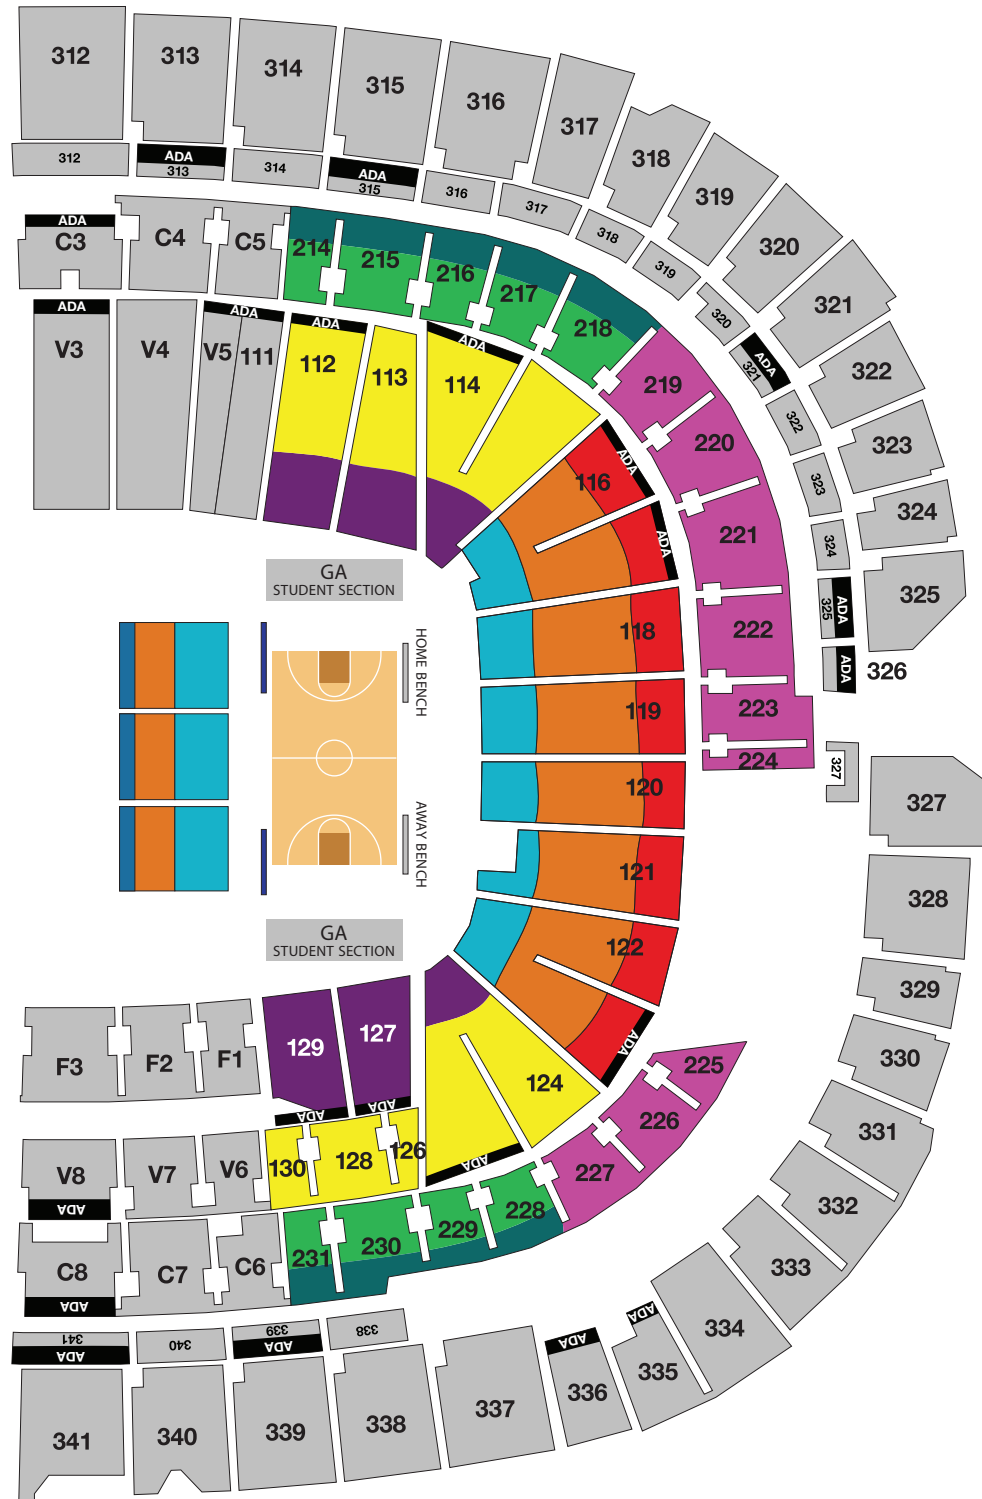 312
313
314
315
316
317
318
319
320
321
322
323
324
325
326
312
ADA
313
314
ADA
315
316
317
318
319
320
ADA
321
322
323
324
ADA
325
ADA
ADA
C3
C4
C5
214
215
216
217
218
219
220
221
222
223
224
ADA
V3
V4
ADA
V5
111
ADA
112
113
ADA
114
116
ADA
ADA
118
119
120
121
122
ADA
GA
STUDENT SECTION
HOME BENCH
AWAY BENCH
GA
STUDENT SECTION
327
327
328
329
330
331
332
333
334
F3
F2
F1
129
127
ADA
ADA
124
ADA
130
128
126
225
226
227
228
229
230
231
V8
ADA
V7
V6
C8
ADA
C7
C6
341
ADA
340
339
ADA
338
ADA
ADA
341
340
339
338
337
336
335